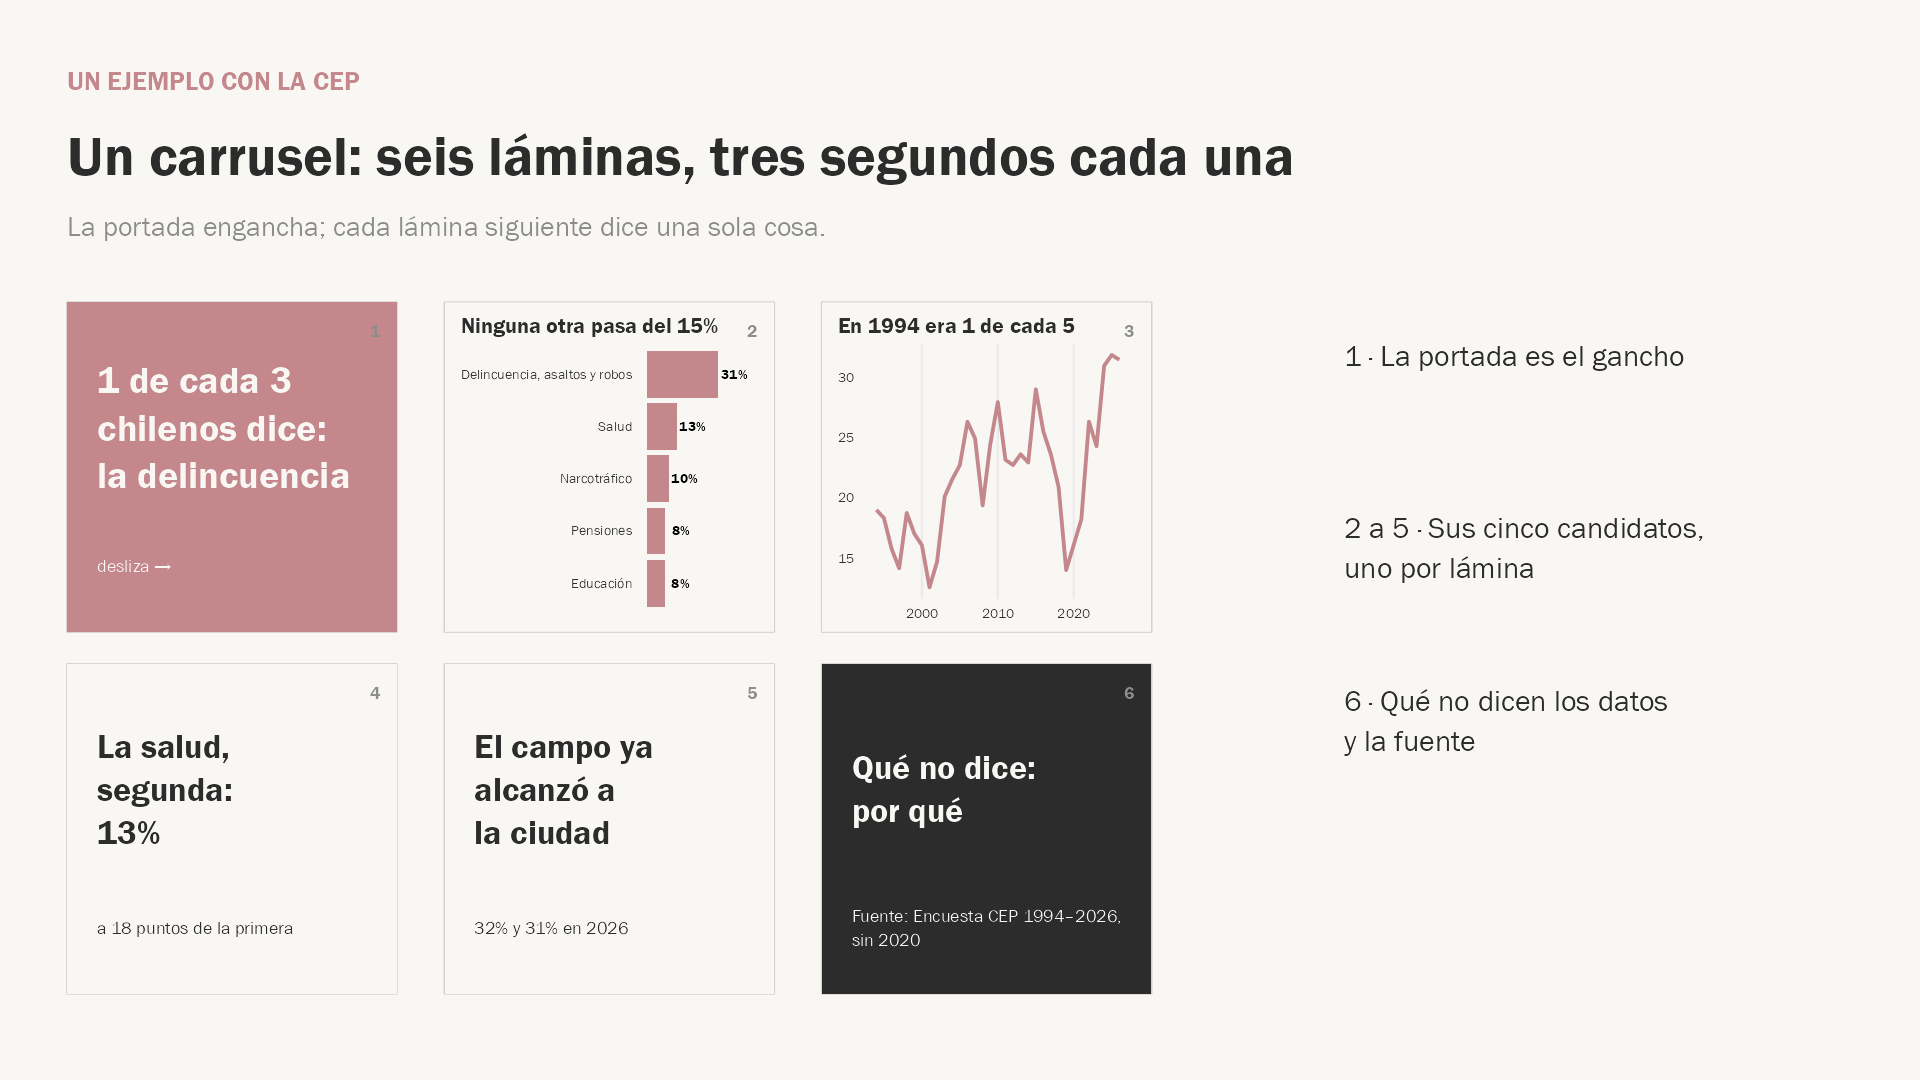 UN EJEMPLO CON LA CEP
Un carrusel: seis láminas, tres segundos cada una
La portada engancha; cada lámina siguiente dice una sola cosa.
1
1 de cada 3
chilenos dice:
la delincuencia
desliza →
Ninguna otra pasa del 15%
2
Delincuencia, asaltos y robos 31%
Salud 13%
Narcotráfico 10%
Pensiones 8%
Educación 8%
En 1994 era 1 de cada 5
3
30
25
20
15
2000 2010 2020
4
La salud,
segunda:
13%
a 18 puntos de la primera
5
El campo ya
alcanzó a
la ciudad
32% y 31% en 2026
6
Qué no dice:
por qué
Fuente: Encuesta CEP 1994–2026,
sin 2020
1 · La portada es el gancho
2 a 5 · Sus cinco candidatos,
uno por lámina
6 · Qué no dicen los datos
y la fuente